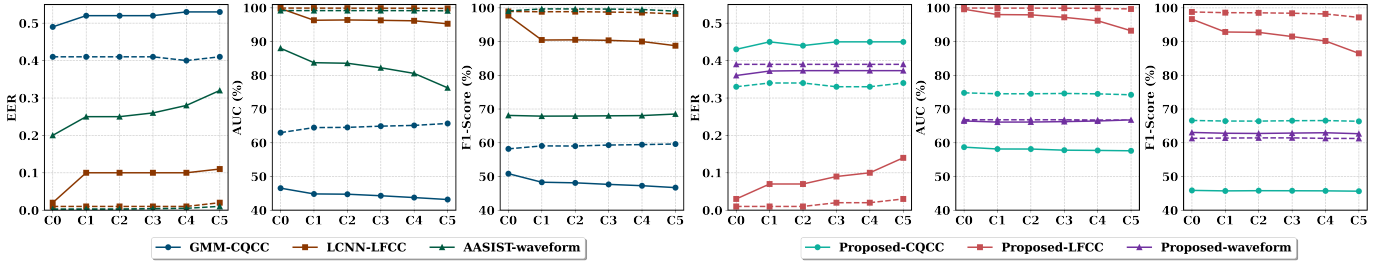 EER
0.5
0.4
0.3
0.2
0.1
0.0
C0 C1 C2 C3 C4 C5
AUC (%)
100
90
80
70
60
50
40
C0 C1 C2 C3 C4 C5
F1-Score (%)
100
90
80
70
60
50
40
C0 C1 C2 C3 C4 C5
GMM-CQCC LCNN-LFCC AASIST-waveform
EER
0.5
0.4
0.3
0.2
0.1
0.0
C0 C1 C2 C3 C4 C5
AUC (%)
100
90
80
70
60
50
40
C0 C1 C2 C3 C4 C5
F1-Score (%)
100
90
80
70
60
50
40
C0 C1 C2 C3 C4 C5
Proposed-CQCC Proposed-LFCC Proposed-waveform